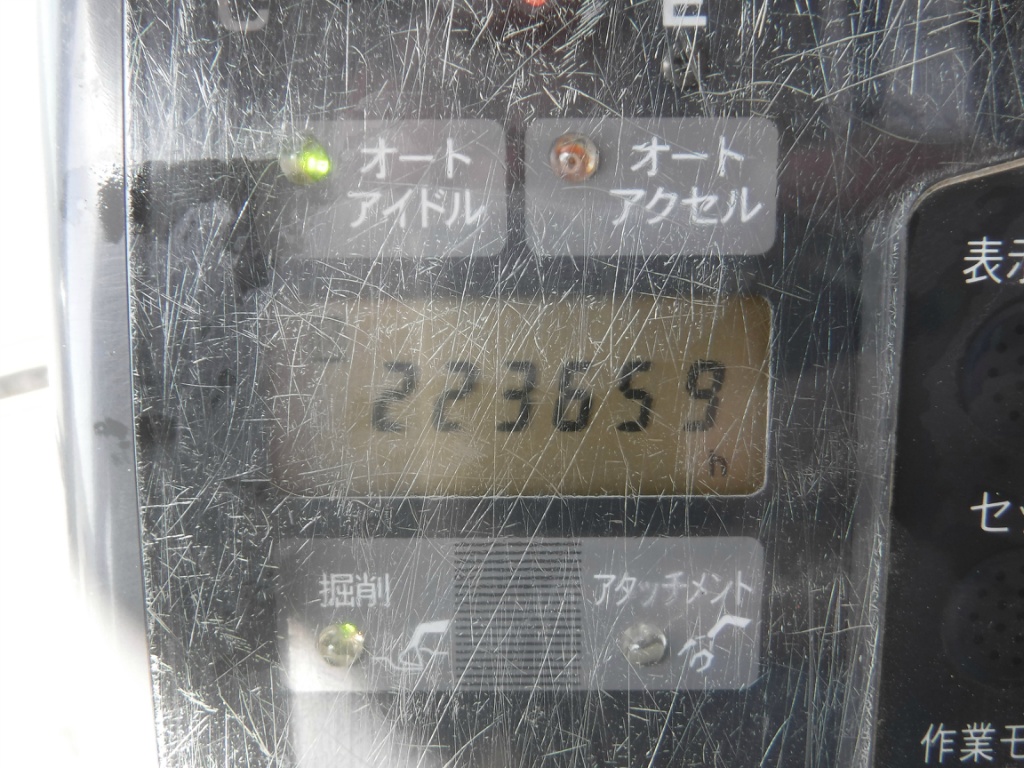 C
E
オート
アイドル
オート
アクセル
表示
223659
h
セッ
掘削
アタッチメント
作業モ